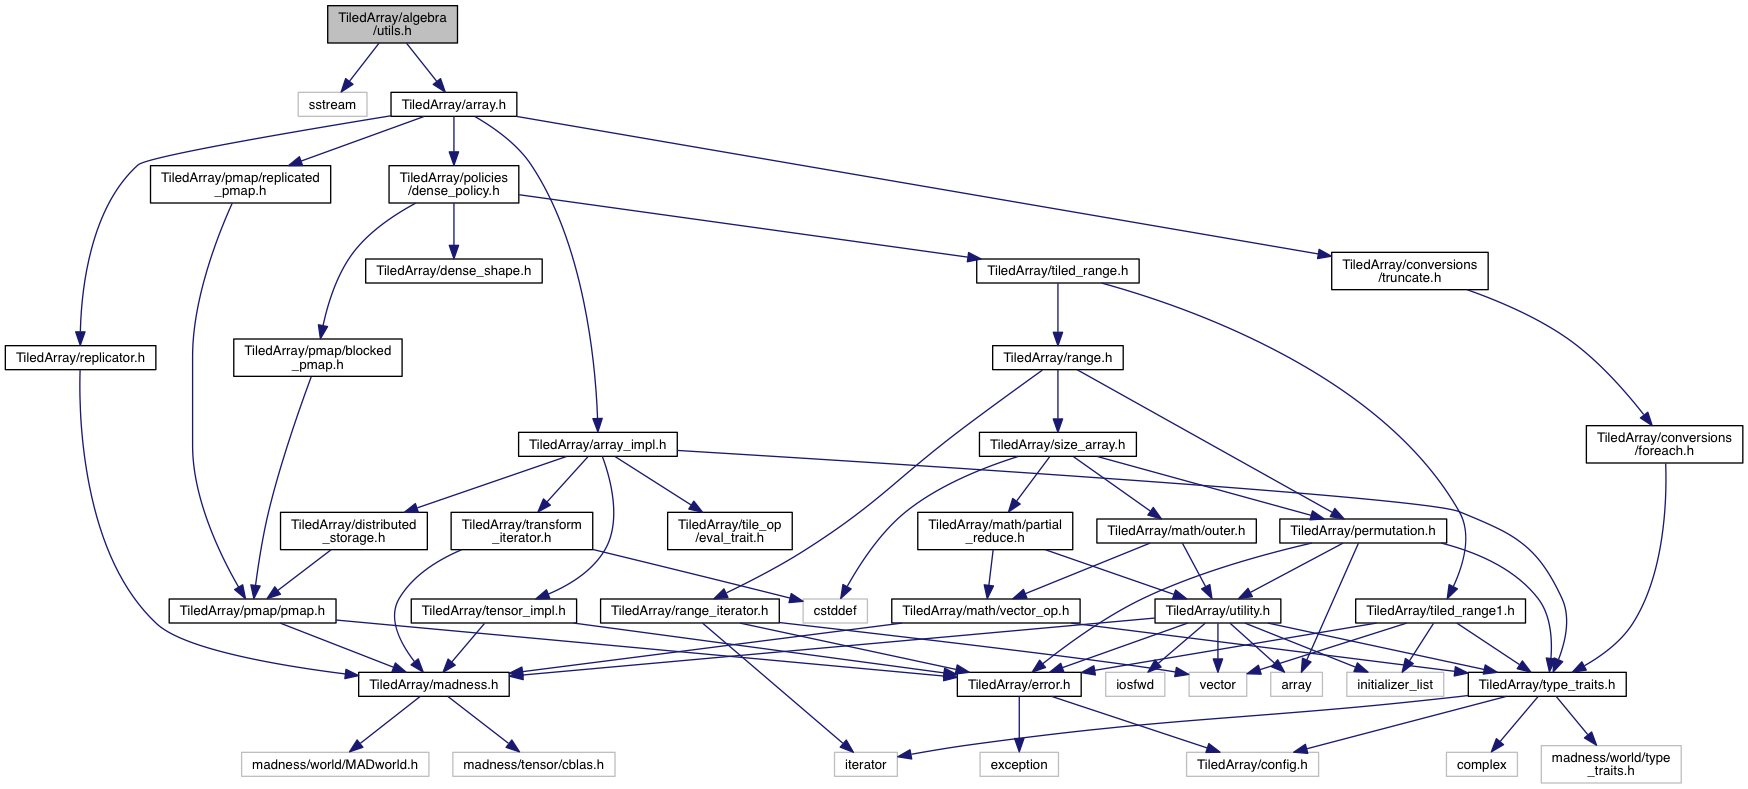 TiledArray/algebra
/utils.h
sstream
TiledArray/array.h
TiledArray/pmap/replicated
_pmap.h
TiledArray/policies
/dense_policy.h
TiledArray/dense_shape.h
TiledArray/tiled_range.h
TiledArray/conversions
/truncate.h
TiledArray/replicator.h
TiledArray/pmap/blocked
_pmap.h
TiledArray/range.h
TiledArray/array_impl.h
TiledArray/size_array.h
TiledArray/conversions
/foreach.h
TiledArray/distributed
_storage.h
TiledArray/transform
_iterator.h
TiledArray/tile_op
/eval_trait.h
TiledArray/math/partial
_reduce.h
TiledArray/math/outer.h
TiledArray/permutation.h
TiledArray/pmap/pmap.h
TiledArray/tensor_impl.h
TiledArray/range_iterator.h
cstddef
TiledArray/math/vector_op.h
TiledArray/utility.h
TiledArray/tiled_range1.h
TiledArray/madness.h
TiledArray/error.h
iosfwd
vector
array
initializer_list
TiledArray/type_traits.h
madness/world/MADworld.h
madness/tensor/cblas.h
iterator
exception
TiledArray/config.h
complex
madness/world/type
_traits.h